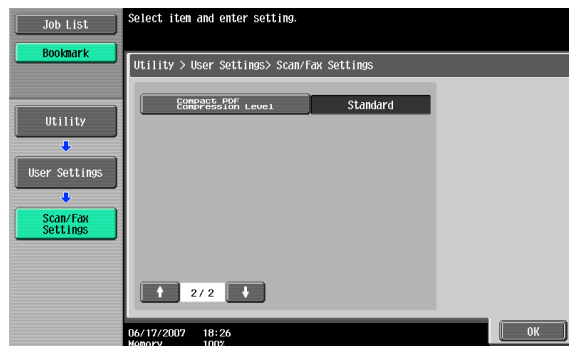 Job List
Select item and enter setting.
Bookmark
Utility > User Settings> Scan/Fax Settings
Compact PDF
Compression Level
Standard
Utility
User Settings
Scan/Fax
Settings
2/ 2
06/17/2007 18:26
Memory 100%
OK